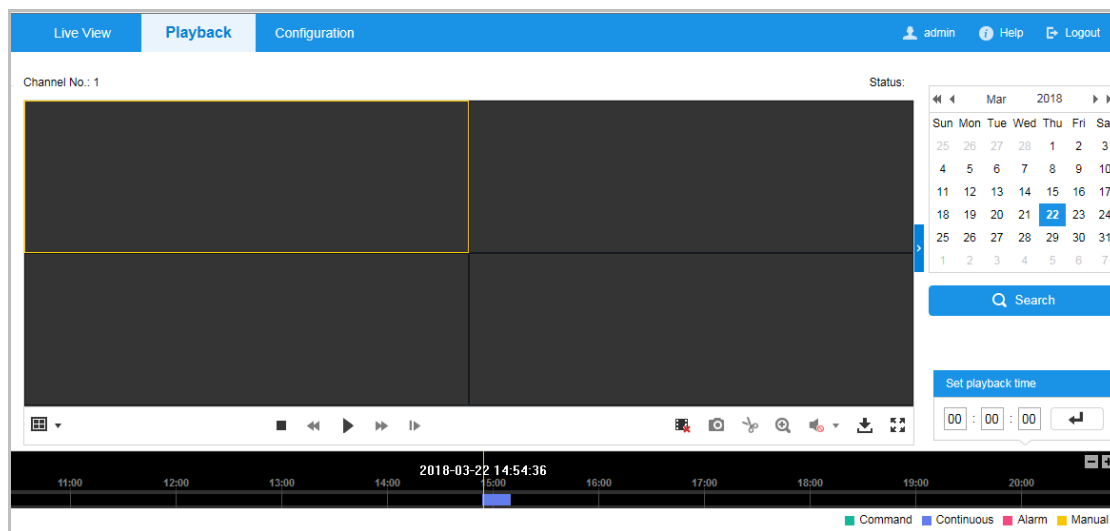 Live View Playback Configuration admin Help Logout
Channel No.: 1 Status:
Mar 2018
Sun Mon Tue Wed Thu Fri Sa
25 26 27 28 1 2 3
4 5 6 7 8 9 10
11 12 13 14 15 16 17
18 19 20 21 22 23 24
25 26 27 28 29 30 31
1 2 3 4 5 6 7
Search
Set playback time
00 : 00 : 00
2018-03-22 14:54:36
11:00 12:00 13:00 14:00 15:00 16:00 17:00 18:00 19:00 20:00
Command Continuous Alarm Manual